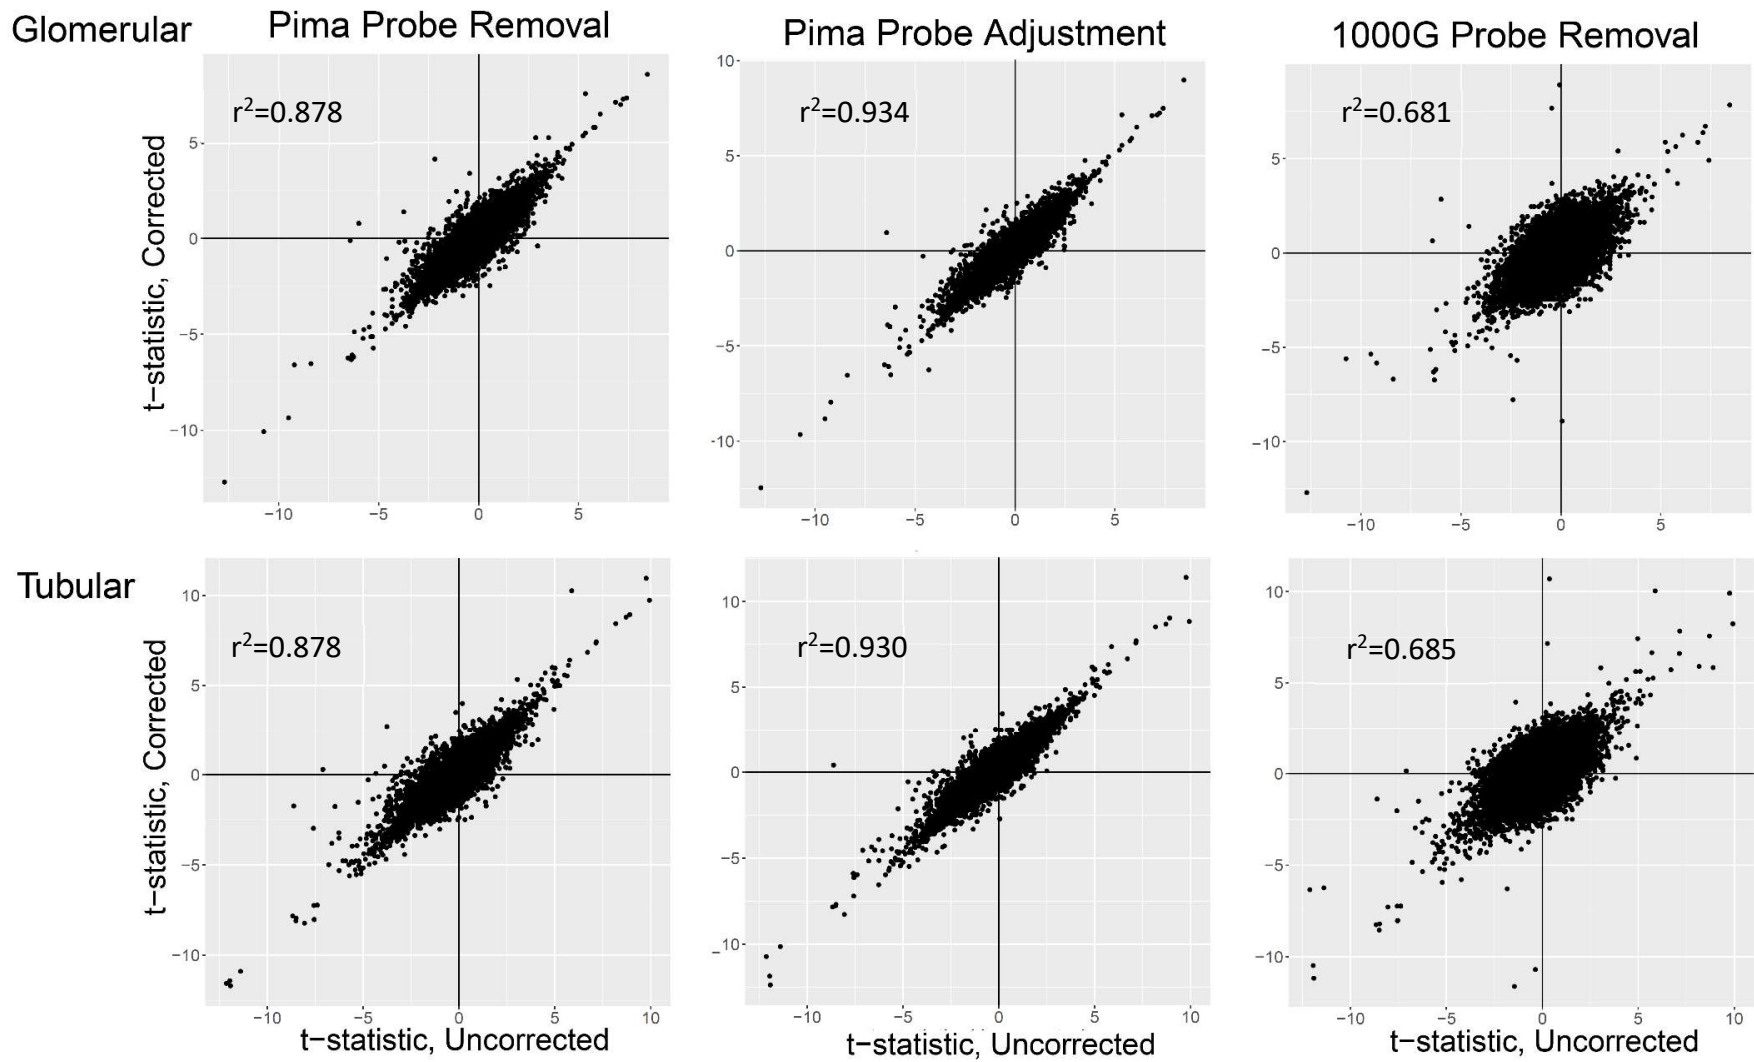 Glomerular
Pima Probe Removal
Pima Probe Adjustment
1000G Probe Removal
t−statistic, Corrected
r²=0.878
5
0
−5
−10
−10 −5 0 5
r²=0.934
10
5
0
−5
-10
−10 −5 0 5
r²=0.681
5
0
−5
−10
−10 −5 0 5
Tubular
t−statistic, Corrected
r²=0.878
10
5
0
−5
−10
−10 −5 0 5 10
t−statistic, Uncorrected
r²=0.930
10
5
0
−5
−10
−10 −5 0 5 10
t−statistic, Uncorrected
r²=0.685
10
5
0
−5
−10
−10 −5 0 5 10
t−statistic, Uncorrected